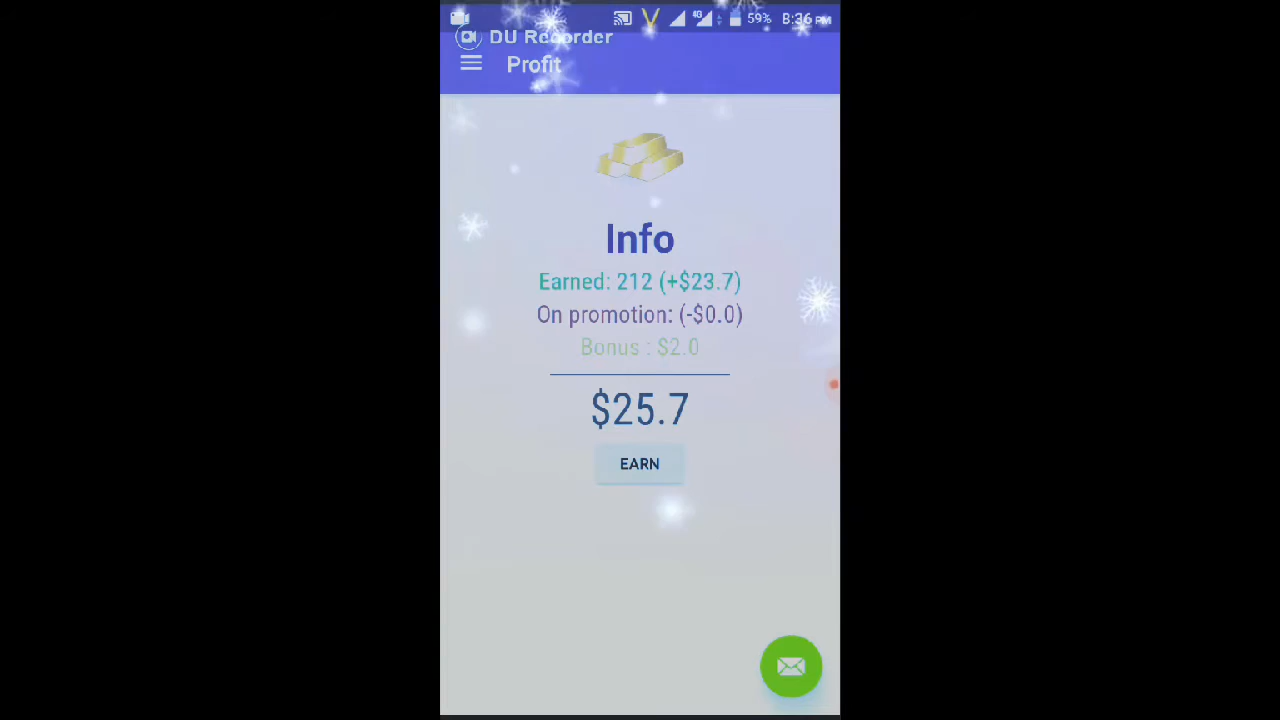 4G 59% 8:36 PM
DU Recorder
Profit
Info
Earned: 212 (+$23.7)
On promotion: (-$0.0)
Bonus : $2.0
$25.7
EARN